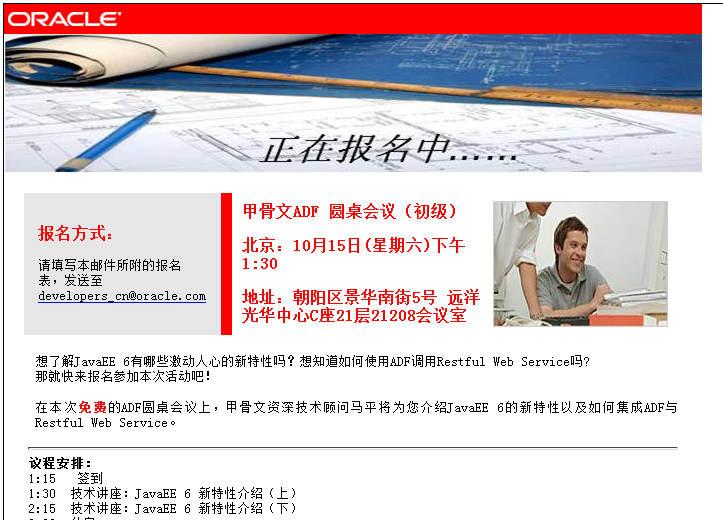 ORACLE
正在报名中……
报名方式：
请填写本邮件所附的报名
表，发送至
developers_cn@oracle.com
甲骨文ADF 圆桌会议（初级）
北京：10月15日(星期六)下午
1:30
地址：朝阳区景华南街5号 远洋
光华中心C座21层21208会议室
想了解JavaEE 6有哪些激动人心的新特性吗？想知道如何使用ADF调用Restful Web Service吗？
那就快来报名参加本次活动吧！
在本次免费的ADF圆桌会议上，甲骨文资深技术顾问马平将为您介绍JavaEE 6的新特性以及如何集成ADF与
Restful Web Service。
议程安排：
1:15 签到
1:30 技术讲座：JavaEE 6 新特性介绍（上）
2:15 技术讲座：JavaEE 6 新特性介绍（下）